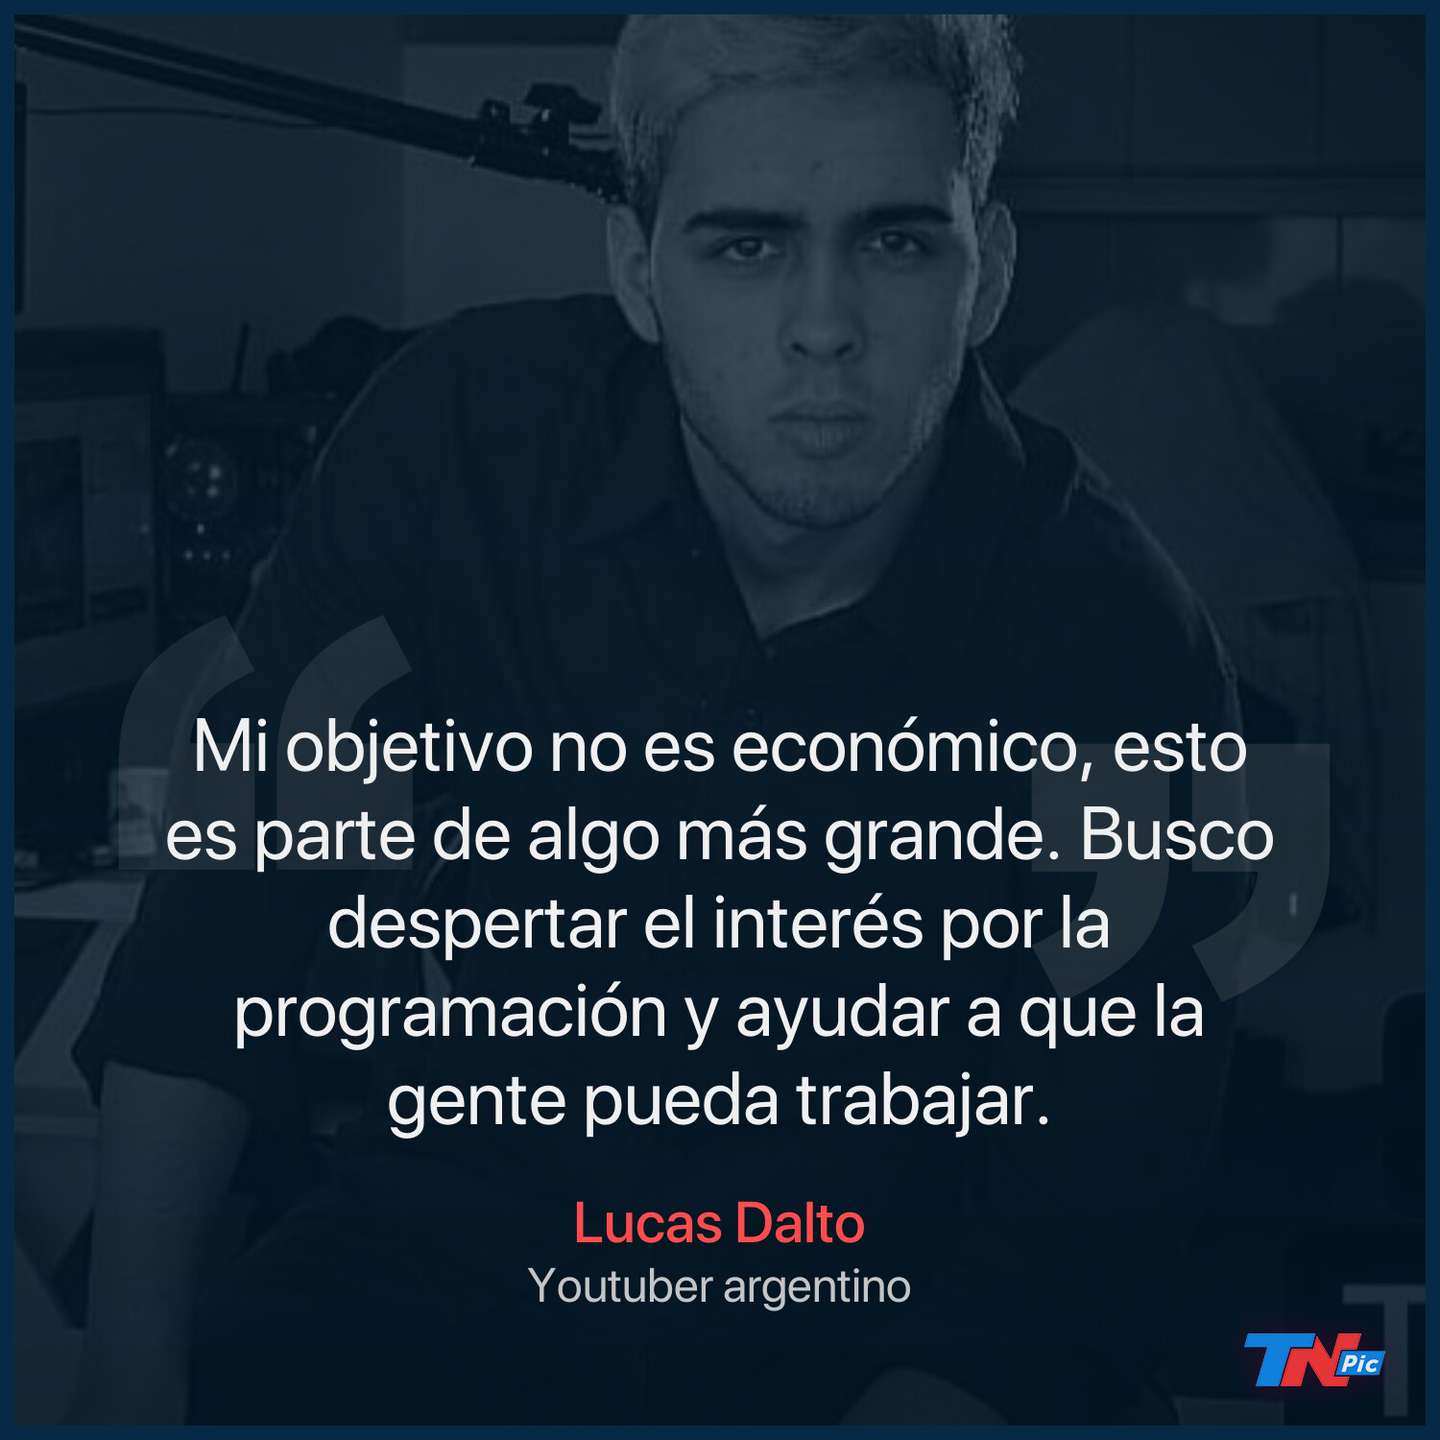 Mi objetivo no es económico, esto
es parte de algo más grande. Busco
despertar el interés por la
programación y ayudar a que la
gente pueda trabajar.
Lucas Dalto
Youtuber argentino
TN Pic
T